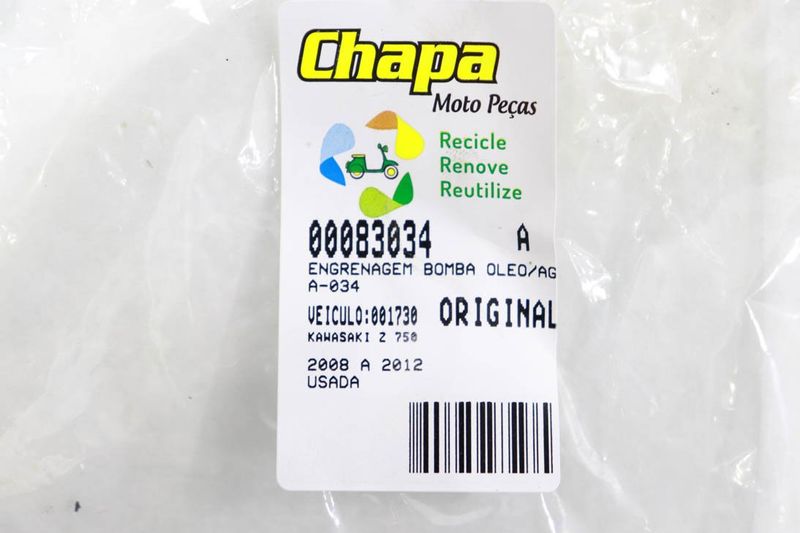 Chapa
Moto Peças
Recicle
Renove
Reutilize
00083034 A
ENGRENAGEM BOMBA OLEO/AG
A-034
VEICULO:001730 ORIGINAL
KAWASAKI Z 750
2008 A 2012
USADA